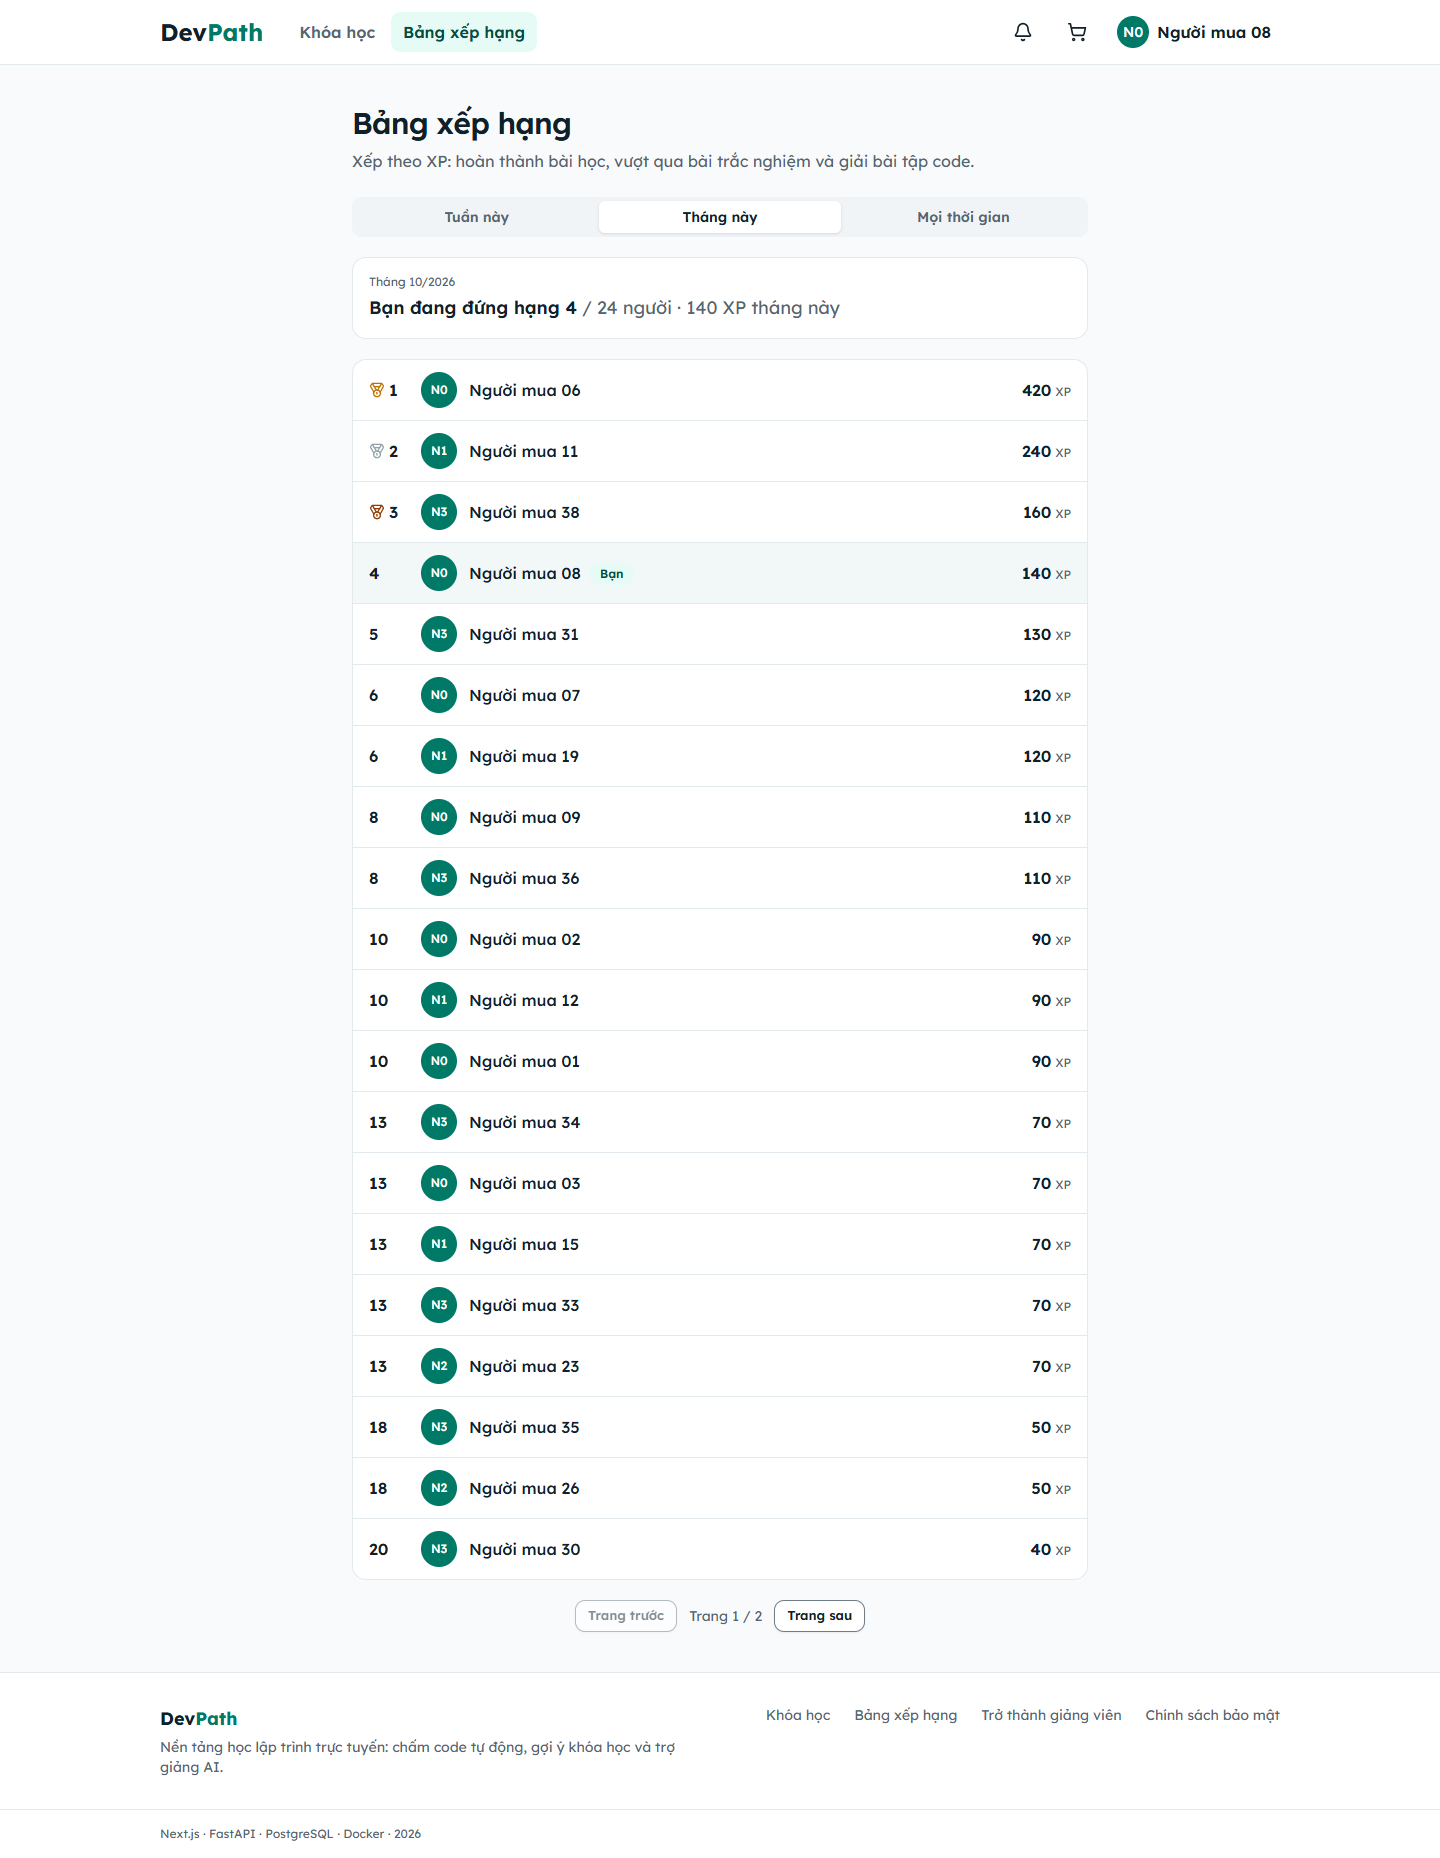 DevPath Khóa học Bảng xếp hạng N0 Người mua 08
Bảng xếp hạng
Xếp theo XP: hoàn thành bài học, vượt qua bài trắc nghiệm và giải bài tập code.
Tuần này Tháng này Mọi thời gian
Tháng 10/2026
Bạn đang đứng hạng 4 / 24 người · 140 XP tháng này
1 N0 Người mua 06 420 XP
2 N1 Người mua 11 240 XP
3 N3 Người mua 38 160 XP
4 N0 Người mua 08 Bạn 140 XP
5 N3 Người mua 31 130 XP
6 N0 Người mua 07 120 XP
6 N1 Người mua 19 120 XP
8 N0 Người mua 09 110 XP
8 N3 Người mua 36 110 XP
10 N0 Người mua 02 90 XP
10 N1 Người mua 12 90 XP
10 N0 Người mua 01 90 XP
13 N3 Người mua 34 70 XP
13 N0 Người mua 03 70 XP
13 N1 Người mua 15 70 XP
13 N3 Người mua 33 70 XP
13 N2 Người mua 23 70 XP
18 N3 Người mua 35 50 XP
18 N2 Người mua 26 50 XP
20 N3 Người mua 30 40 XP
Trang trước Trang 1 / 2 Trang sau
DevPath Khóa học Bảng xếp hạng Trở thành giảng viên Chính sách bảo mật
Nền tảng học lập trình trực tuyến: chấm code tự động, gợi ý khóa học và trợ
giảng AI.
Next.js · FastAPI · PostgreSQL · Docker · 2026